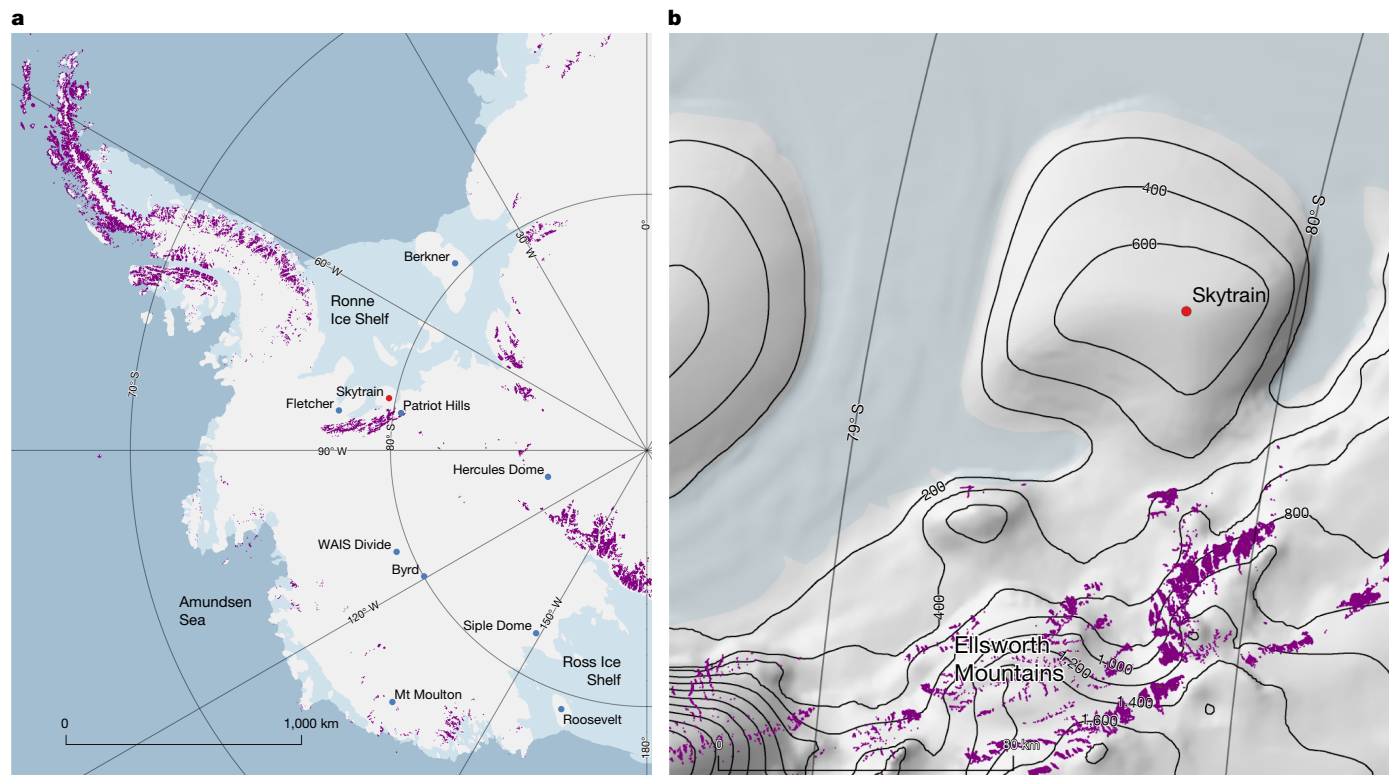 a
60° W
30° W
0°
Berkner
Ronne
Ice Shelf
70° S
Skytrain
Fletcher
Patriot Hills
80° S
90° W
Hercules Dome
WAIS Divide
Byrd
Amundsen
Sea
120° W
150° W
Siple Dome
Ross Ice
Shelf
Mt Moulton
Roosevelt
0
1,000 km
180°
b
400
80° S
600
Skytrain
79° S
200
800
400
Ellsworth
Mountains
1,200
1,000
1,400
1,600
0
80 km